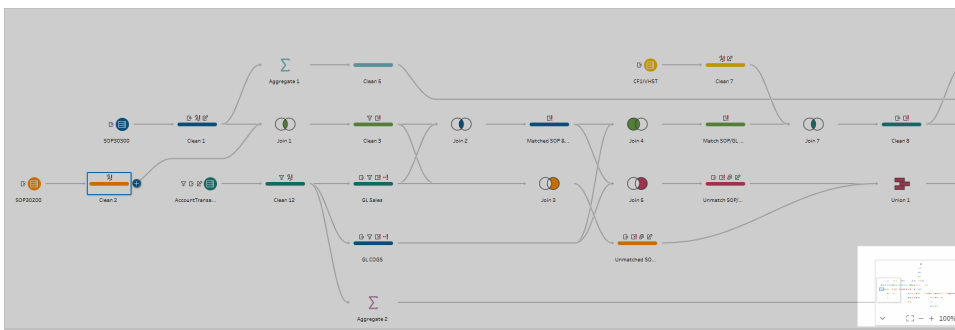 Aggregate 1
Clean 5
CFIIVHST
Clean 7
SOP30300
Clean 1
Join 1
Clean 3
Join 2
Matched SOP &...
Join 4
Match SOP/GL ...
Join 7
Clean 8
SOP30200
Clean 2
AccountTransa...
Clean 12
GL Sales
Join 3
Join 5
Unmatch SOP/...
Union 1
GL COGS
Unmatched SO...
Aggregate 2
100%